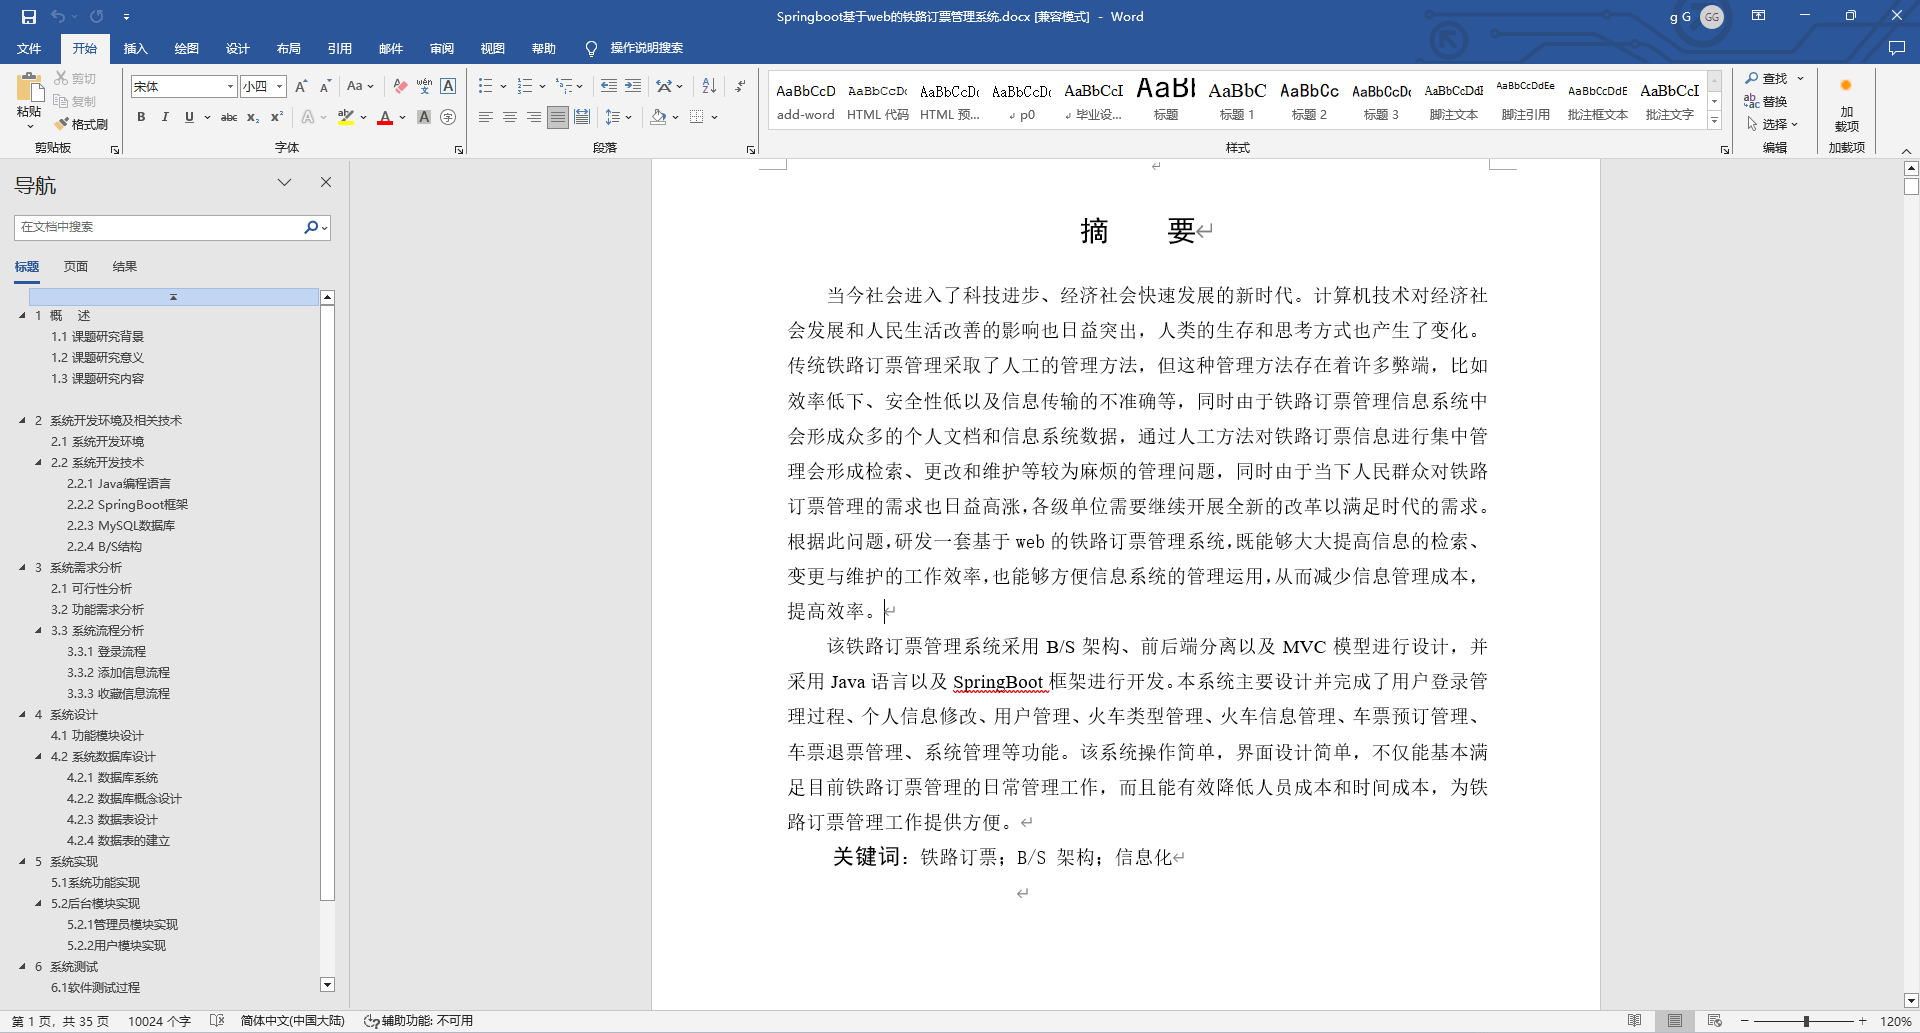 Springboot基于web的铁路订票管理系统.docx [兼容模式] - Word
g G
GG
文件 开始 插入 绘图 设计 布局 引用 邮件 审阅 视图 帮助 操作说明搜索
粘贴
剪切
复制
格式刷
剪贴板
宋体 小四
字体
段落
AaBbCcD AaBbCcDc AaBbCcDc AaBbCcDc AaBbCcI AaBl AaBbC AaBbCc AaBbCcDc AaBbCcDdE AaBbCcDdEe AaBbCcDdE AaBbCcI
add-word HTML 代码 HTML 预... p0 毕业设... 标题 标题 1 标题 2 标题 3 脚注文本 脚注引用 批注框文本 批注文字
样式
查找
替换
选择
编辑
加载项
加载项
导航
在文档中搜索
标题 页面 结果
1 概 述
1.1 课题研究背景
1.2 课题研究意义
1.3 课题研究内容
2 系统开发环境及相关技术
2.1 系统开发环境
2.2 系统开发技术
2.2.1 Java编程语言
2.2.2 SpringBoot框架
2.2.3 MySQL数据库
2.2.4 B/S结构
3 系统需求分析
2.1 可行性分析
3.2 功能需求分析
3.3 系统流程分析
3.3.1 登录流程
3.3.2 添加信息流程
3.3.3 收藏信息流程
4 系统设计
4.1 功能模块设计
4.2 系统数据库设计
4.2.1 数据库系统
4.2.2 数据库概念设计
4.2.3 数据表设计
4.2.4 数据表的建立
5 系统实现
5.1系统功能实现
5.2后台模块实现
5.2.1管理员模块实现
5.2.2用户模块实现
6 系统测试
6.1软件测试过程
摘 要
当今社会进入了科技进步、经济社会快速发展的新时代。计算机技术对经济社
会发展和人民生活改善的影响也日益突出，人类的生存和思考方式也产生了变化。
传统铁路订票管理采取了人工的管理方法，但这种管理方法存在着许多弊端，比如
效率低下、安全性低以及信息传输的不准确等，同时由于铁路订票管理信息系统中
会形成众多的个人文档和信息系统数据，通过人工方法对铁路订票信息进行集中管
理会形成检索、更改和维护等较为麻烦的管理问题，同时由于当下人民群众对铁路
订票管理的需求也日益高涨，各级单位需要继续开展全新的改革以满足时代的需求。
根据此问题，研发一套基于 web 的铁路订票管理系统，既能够大大提高信息的检索、
变更与维护的工作效率，也能够方便信息系统的管理运用，从而减少信息管理成本，
提高效率。
该铁路订票管理系统采用 B/S 架构、前后端分离以及 MVC 模型进行设计，并
采用 Java 语言以及 SpringBoot 框架进行开发。本系统主要设计并完成了用户登录管
理过程、个人信息修改、用户管理、火车类型管理、火车信息管理、车票预订管理、
车票退票管理、系统管理等功能。该系统操作简单，界面设计简单，不仅能基本满
足目前铁路订票管理的日常管理工作，而且能有效降低人员成本和时间成本，为铁
路订票管理工作提供方便。
关键词：铁路订票；B/S 架构；信息化
第 1 页，共 35 页 10024 个字 简体中文(中国大陆) 辅助功能: 不可用 120%